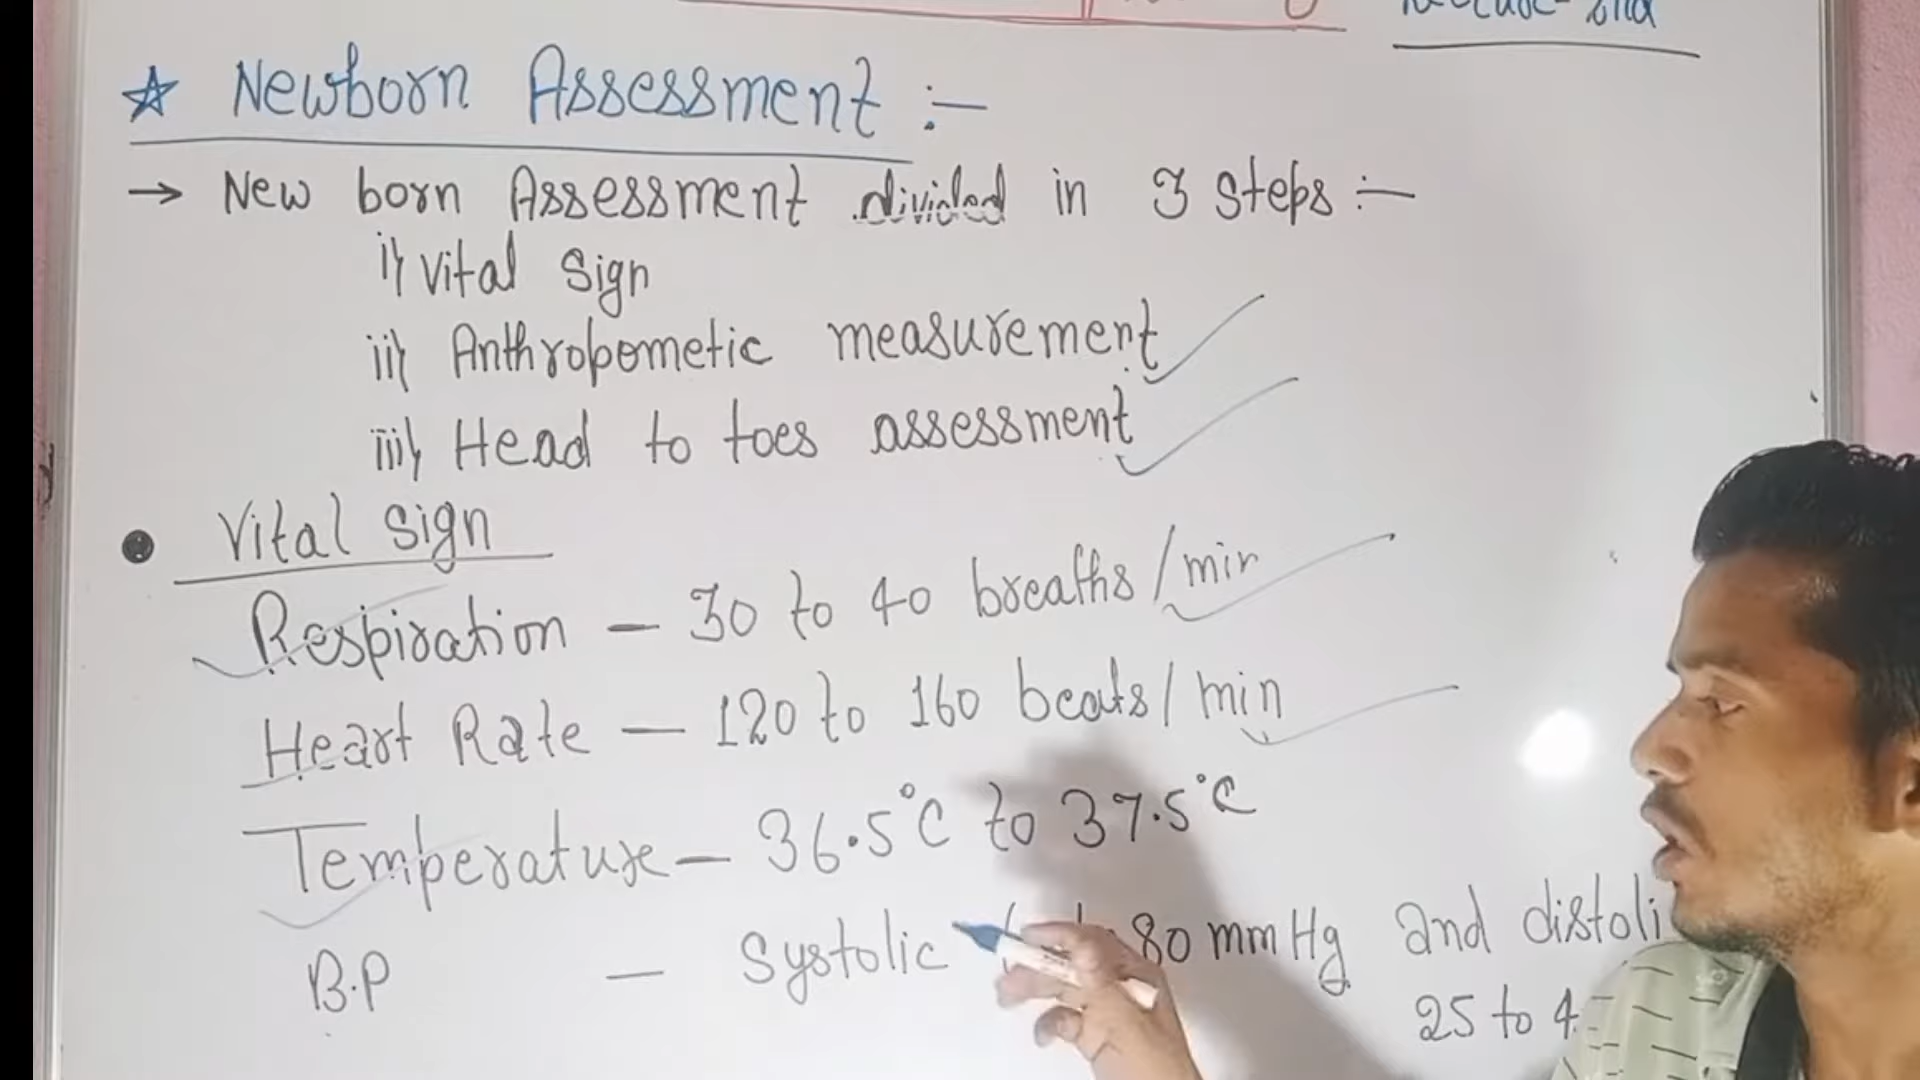 ★ Newborn Assessment :-
→ New born Assessment divided in 3 steps :-
i) Vital Sign
ii) Anthropometic measurement
iii) Head to toes assessment
• Vital Sign
Respiration - 30 to 40 breaths/min
Heart Rate - 120 to 160 beats/min
Temperature - 36.5°C to 37.5°C
B.P - Systolic 80 mmHg and distoli
25 to 4